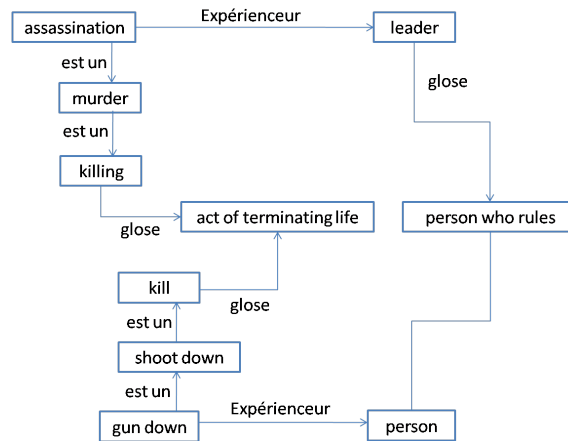 assassination
Expérienceur
leader
est un
glose
murder
est un
killing
glose
act of terminating life
person who rules
kill
glose
est un
shoot down
est un
Expérienceur
gun down
person